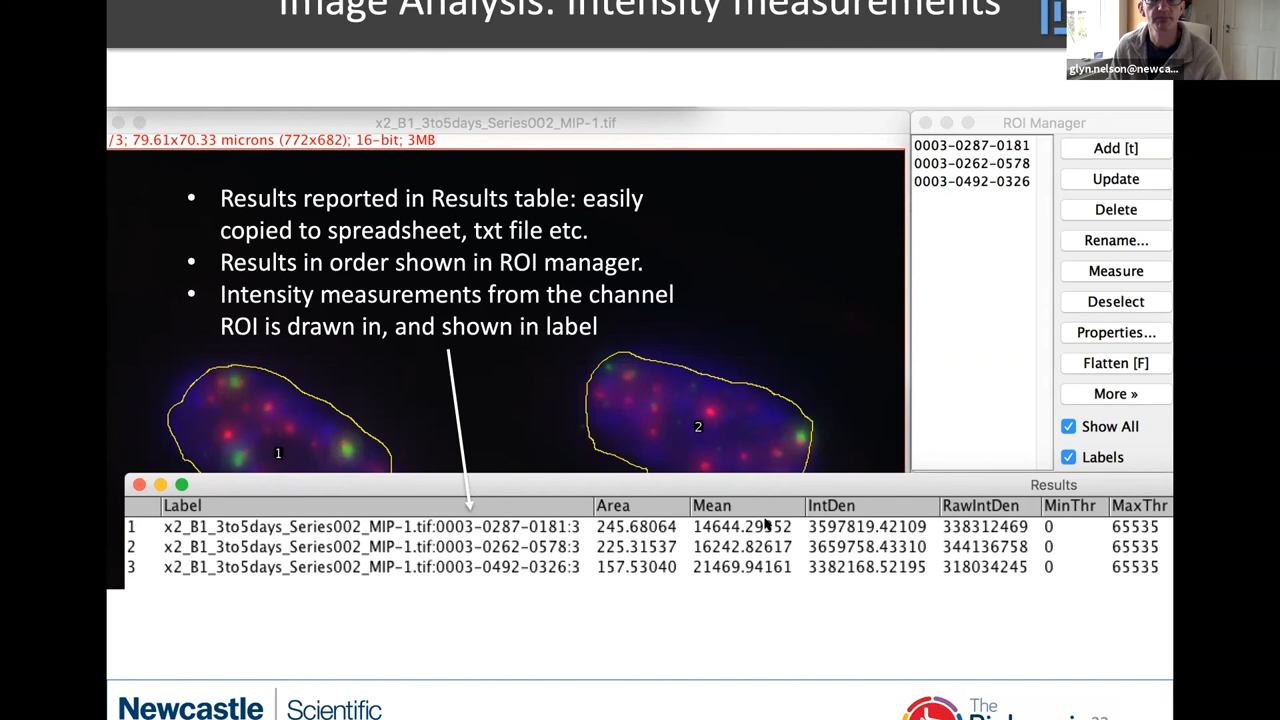 Image Analysis: Intensity measurements
glyn.nelson@newca...
x2_B1_3to5days_Series002_MIP-1.tif
ROI Manager
/3; 79.61x70.33 microns (772x682); 16-bit; 3MB
0003-0287-0181
0003-0262-0578
0003-0492-0326
Add [t]
Update
Delete
Rename...
Measure
Deselect
Properties...
Flatten [F]
More »
Show All
Labels
• Results reported in Results table: easily
copied to spreadsheet, txt file etc.
• Results in order shown in ROI manager.
• Intensity measurements from the channel
ROI is drawn in, and shown in label
1
2
Results
Label Area Mean IntDen RawIntDen MinThr MaxThr
1 x2_B1_3to5days_Series002_MIP-1.tif:0003-0287-0181:3 245.68064 3597819.42109 338312469 0 65535
2 x2_B1_3to5days_Series002_MIP-1.tif:0003-0262-0578:3 225.31537 16242.82617 3659758.43310 344136758 0 65535
3 x2_B1_3to5days_Series002_MIP-1.tif:0003-0492-0326:3 157.53040 21469.94161 3382168.52195 318034245 0 65535
Newcastle
Scientific
The